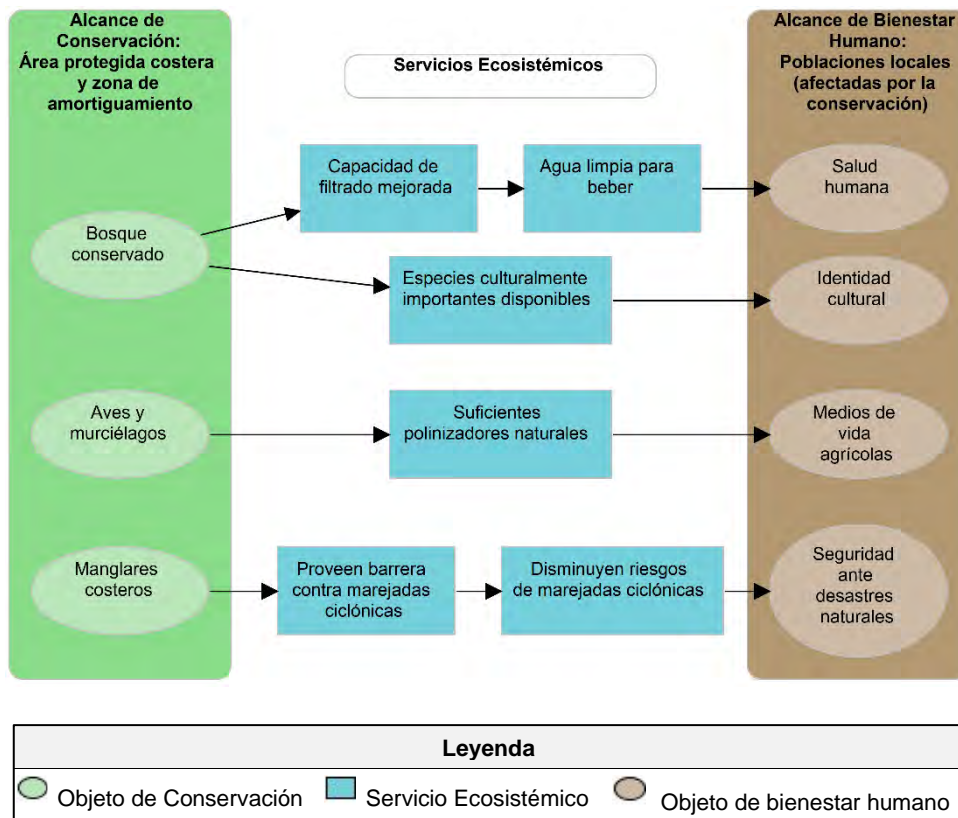 Alcance de
Conservación:
Área protegida costera
y zona de
amortiguamiento
Servicios Ecosistémicos
Alcance de Bienestar
Humano:
Poblaciones locales
(afectadas por la
conservación)
Bosque
conservado
Capacidad de
filtrado mejorada
Agua limpia para
beber
Salud
humana
Especies culturalmente
importantes disponibles
Identidad
cultural
Aves y
murciélagos
Suficientes
polinizadores naturales
Medios de
vida
agrícolas
Manglares
costeros
Proveen barrera
contra marejadas
ciclónicas
Disminuyen riesgos
de marejadas ciclónicas
Seguridad
ante
desastres
naturales
Leyenda
Objeto de Conservación
Servicio Ecosistémico
Objeto de bienestar humano